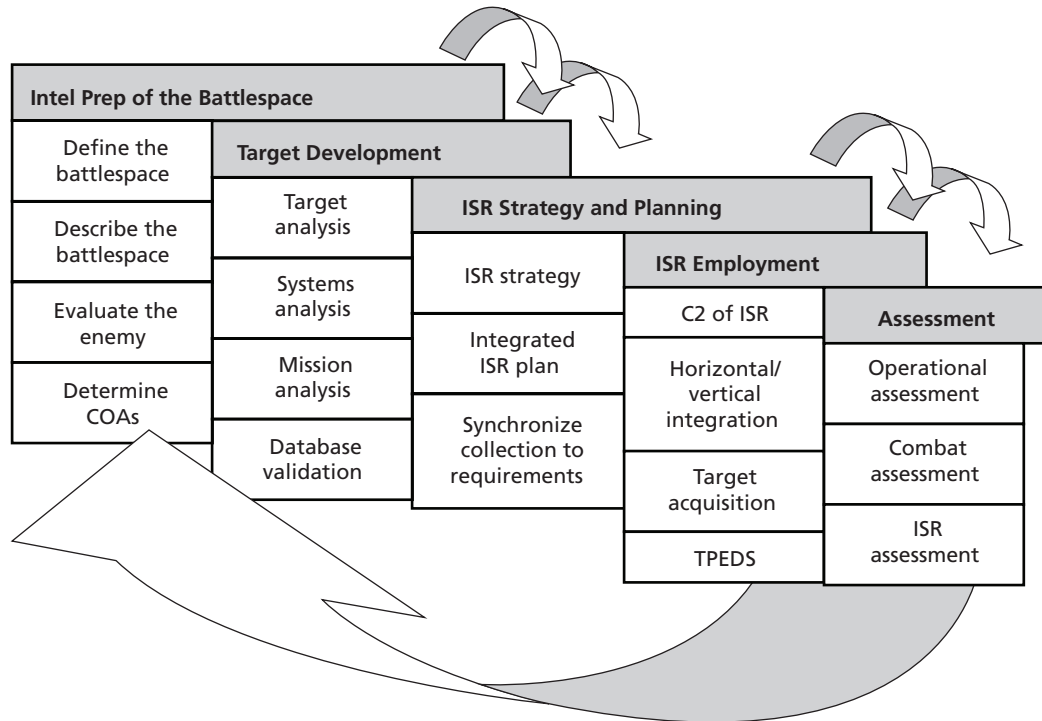 Intel Prep of the Battlespace
Define the
battlespace
Describe the
battlespace
Evaluate the
enemy
Determine
COAs
Target Development
Target
analysis
Systems
analysis
Mission
analysis
Database
validation
ISR Strategy and Planning
ISR strategy
Integrated
ISR plan
Synchronize
collection to
requirements
ISR Employment
C2 of ISR
Horizontal/
vertical
integration
Target
acquisition
TPEDS
Assessment
Operational
assessment
Combat
assessment
ISR
assessment